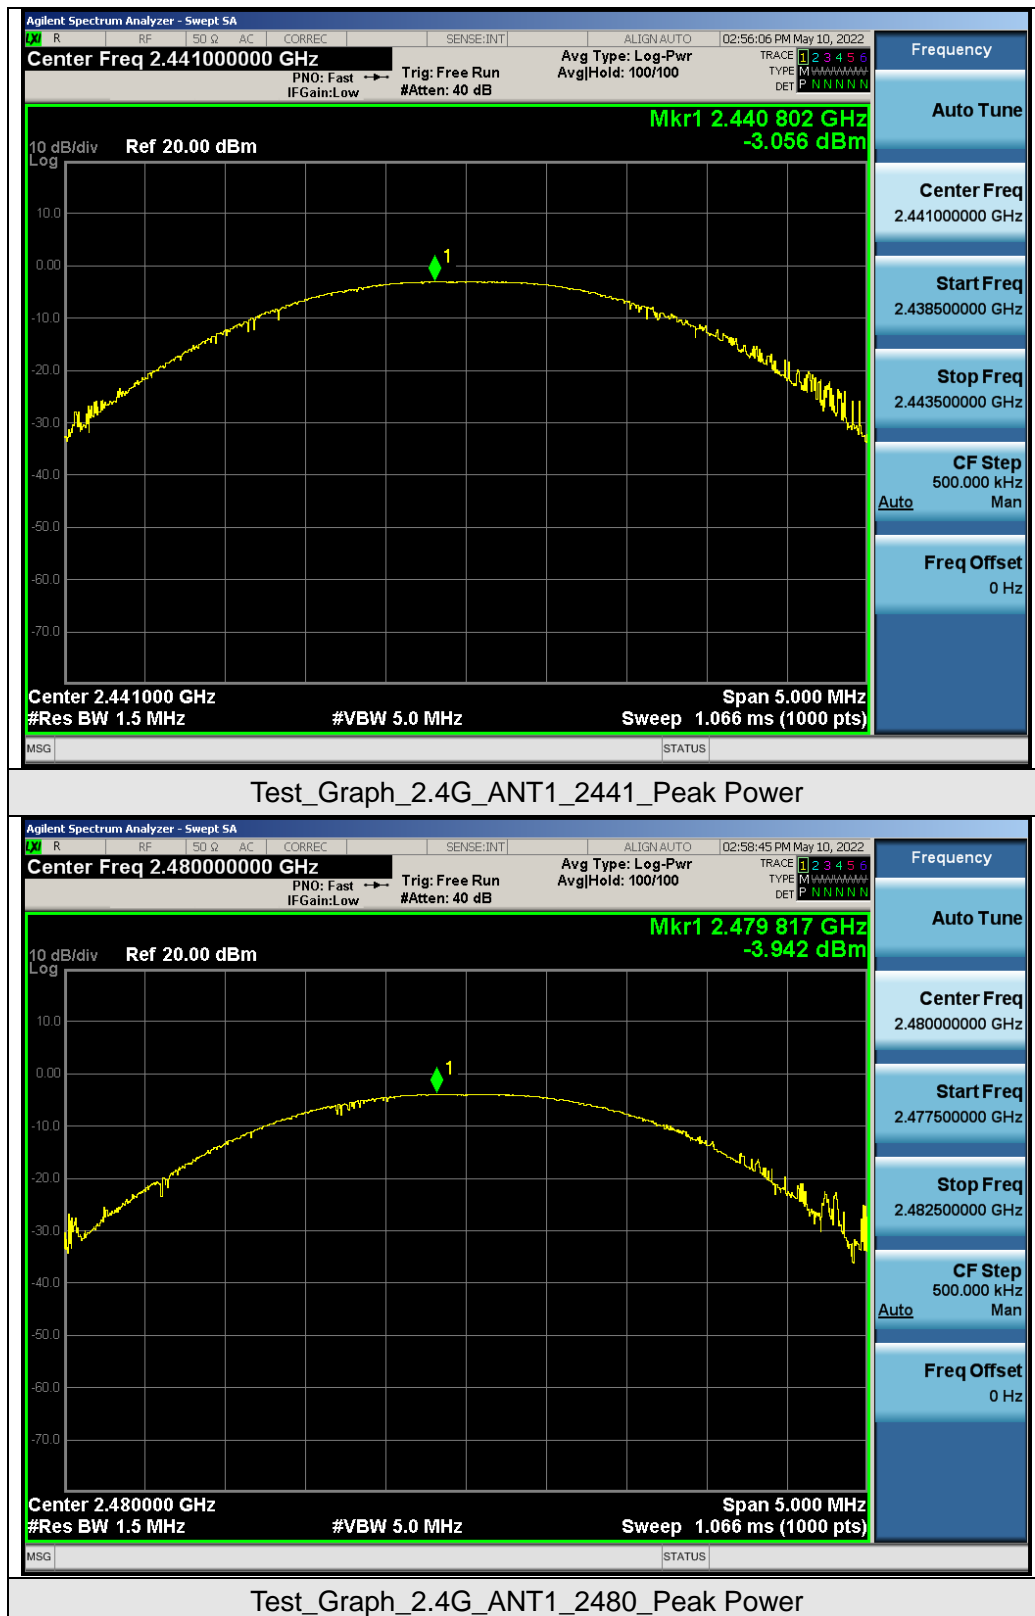 Agilent Spectrum Analyzer - Swept SA
LXI R RF 50 Ω AC CORREC SENSE:INT ALIGN AUTO 02:56:06 PM May 10, 2022
Center Freq 2.441000000 GHz
PNO: Fast
IFGain:Low
Trig: Free Run
#Atten: 40 dB
Avg Type: Log-Pwr
Avg|Hold: 100/100
TRACE 1 2 3 4 5 6
TYPE M WWWWW
DET P N N N N N
Mkr1 2.440 802 GHz
-3.056 dBm
10 dB/div Ref 20.00 dBm
Log
10.0
1
0.00
-10.0
-20.0
-30.0
-40.0
-50.0
-60.0
-70.0
Center 2.441000 GHz Span 5.000 MHz
#Res BW 1.5 MHz #VBW 5.0 MHz Sweep 1.066 ms (1000 pts)
MSG STATUS
Frequency
Auto Tune
Center Freq
2.441000000 GHz
Start Freq
2.438500000 GHz
Stop Freq
2.443500000 GHz
CF Step
500.000 kHz
Auto Man
Freq Offset
0 Hz
Test_Graph_2.4G_ANT1_2441_Peak Power
Agilent Spectrum Analyzer - Swept SA
LXI R RF 50 Ω AC CORREC SENSE:INT ALIGN AUTO 02:58:45 PM May 10, 2022
Center Freq 2.480000000 GHz
PNO: Fast
IFGain:Low
Trig: Free Run
#Atten: 40 dB
Avg Type: Log-Pwr
Avg|Hold: 100/100
TRACE 1 2 3 4 5 6
TYPE M WWWWW
DET P N N N N N
Mkr1 2.479 817 GHz
-3.942 dBm
10 dB/div Ref 20.00 dBm
Log
10.0
1
0.00
-10.0
-20.0
-30.0
-40.0
-50.0
-60.0
-70.0
Center 2.480000 GHz Span 5.000 MHz
#Res BW 1.5 MHz #VBW 5.0 MHz Sweep 1.066 ms (1000 pts)
MSG STATUS
Frequency
Auto Tune
Center Freq
2.480000000 GHz
Start Freq
2.477500000 GHz
Stop Freq
2.482500000 GHz
CF Step
500.000 kHz
Auto Man
Freq Offset
0 Hz
Test_Graph_2.4G_ANT1_2480_Peak Power